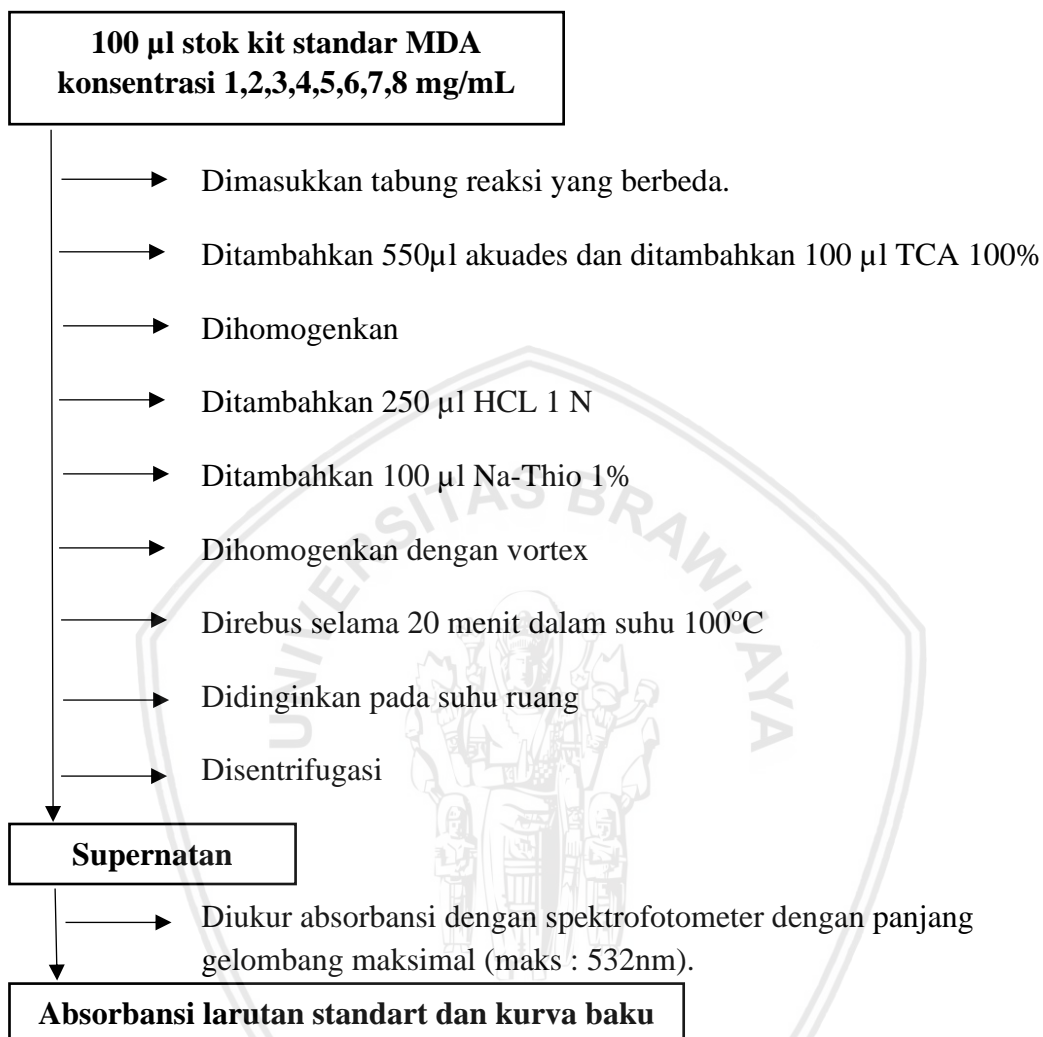 100 µl stok kit standar MDA
konsentrasi 1,2,3,4,5,6,7,8 mg/mL
Dimasukkan tabung reaksi yang berbeda.
Ditambahkan 550µl akuades dan ditambahkan 100 µl TCA 100%
Dihomogenkan
Ditambahkan 250 µl HCL 1 N
Ditambahkan 100 µl Na-Thio 1%
Dihomogenkan dengan vortex
Direbus selama 20 menit dalam suhu 100°C
Didinginkan pada suhu ruang
Disentrifugasi
Supernatan
Diukur absorbansi dengan spektrofotometer dengan panjang
gelombang maksimal (maks : 532nm).
Absorbansi larutan standart dan kurva baku
UNIVERSITAS BRAWIJAYA